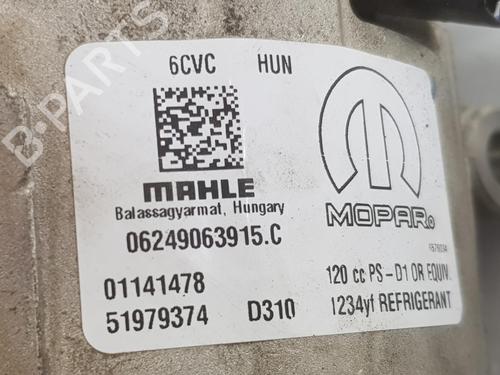 6CVC HUN
MAHLE
Balassagyarmat, Hungary
06249063915.C
MOPAR®
01141478
120 cc PS-D1 OR EQUIV.
51979374 D310
1234yf REFRIGERANT
B-PARTS